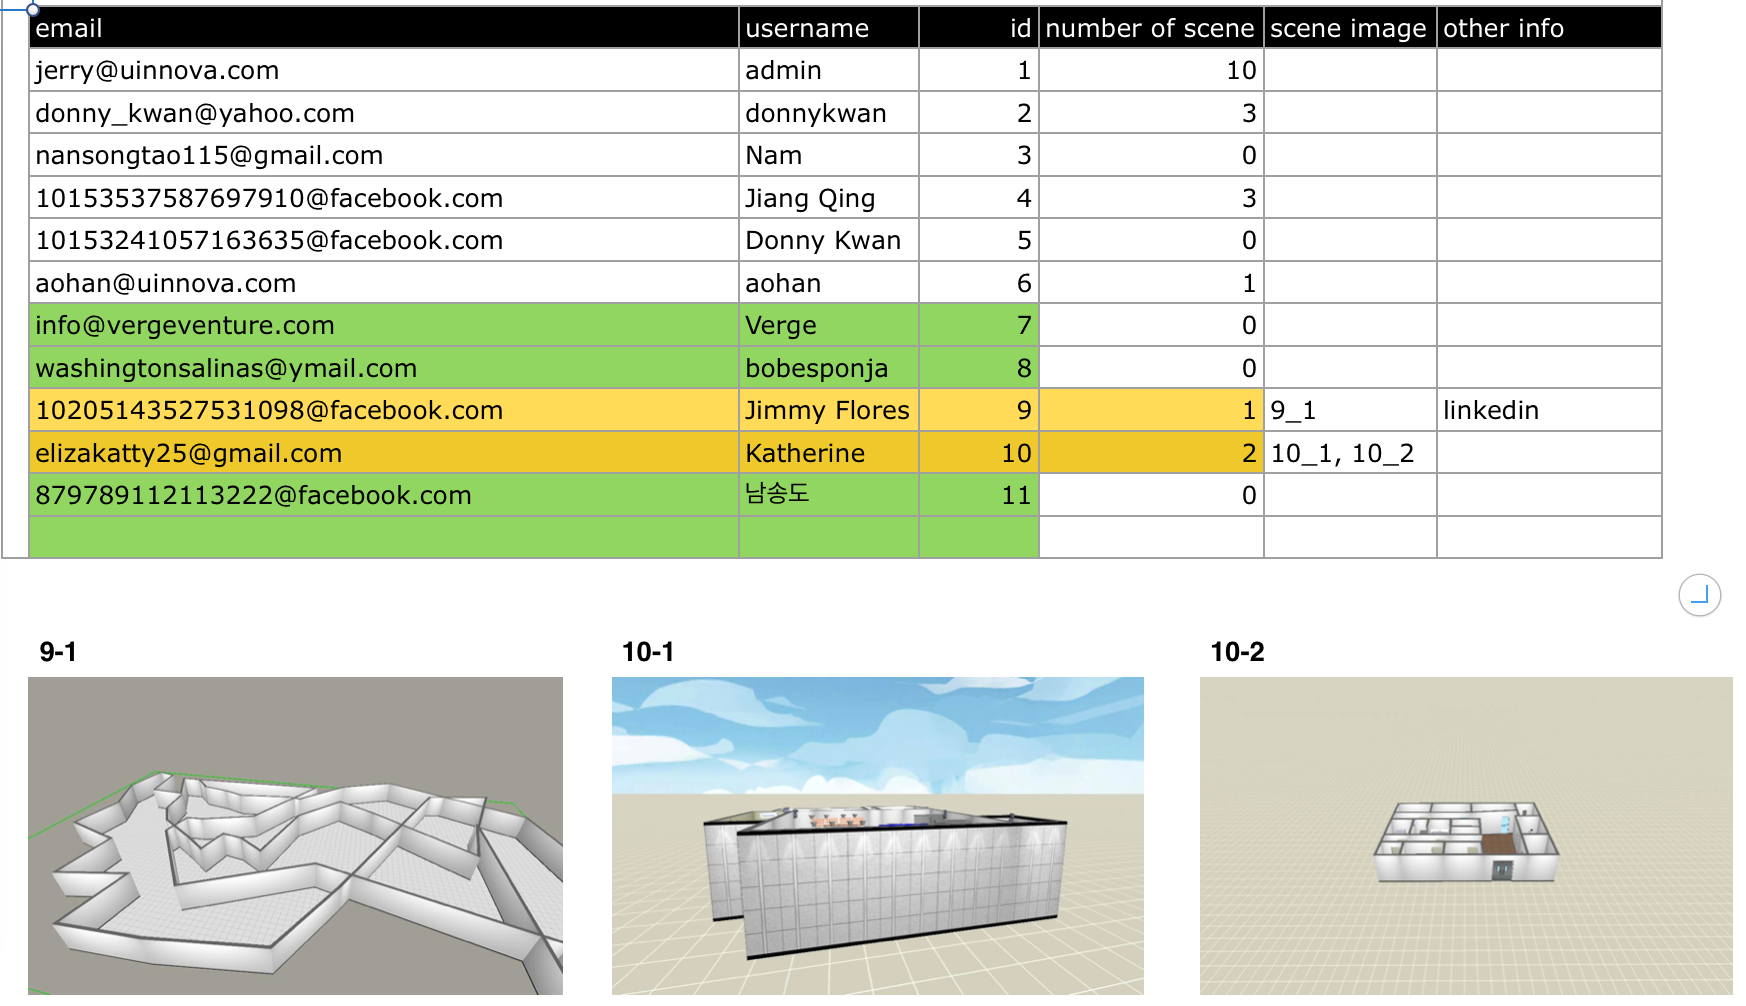 email username id number of scene scene image other info
jerry@uinnova.com admin 1 10
donny_kwan@yahoo.com donnykwan 2 3
nansongtao115@gmail.com Nam 3 0
10153537587697910@facebook.com Jiang Qing 4 3
10153241057163635@facebook.com Donny Kwan 5 0
aohan@uinnova.com aohan 6 1
info@vergeventure.com Verge 7 0
washingtonsalinas@ymail.com bobesponja 8 0
10205143527531098@facebook.com Jimmy Flores 9 1 9_1 linkedin
elizakatty25@gmail.com Katherine 10 2 10_1, 10_2
879789112113222@facebook.com 남송도 11 0
9-1 10-1 10-2